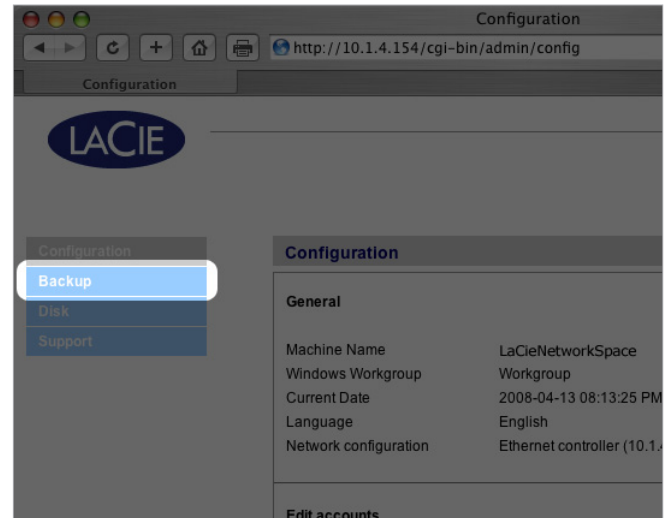 Configuration
http://10.1.4.154/cgi-bin/admin/config
Configuration
LACIE
Configuration
Backup
Disk
Support
Configuration
General
Machine Name LaCieNetworkSpace
Windows Workgroup Workgroup
Current Date 2008-04-13 08:13:25 PM
Language English
Network configuration Ethernet controller (10.1.
Edit accounts